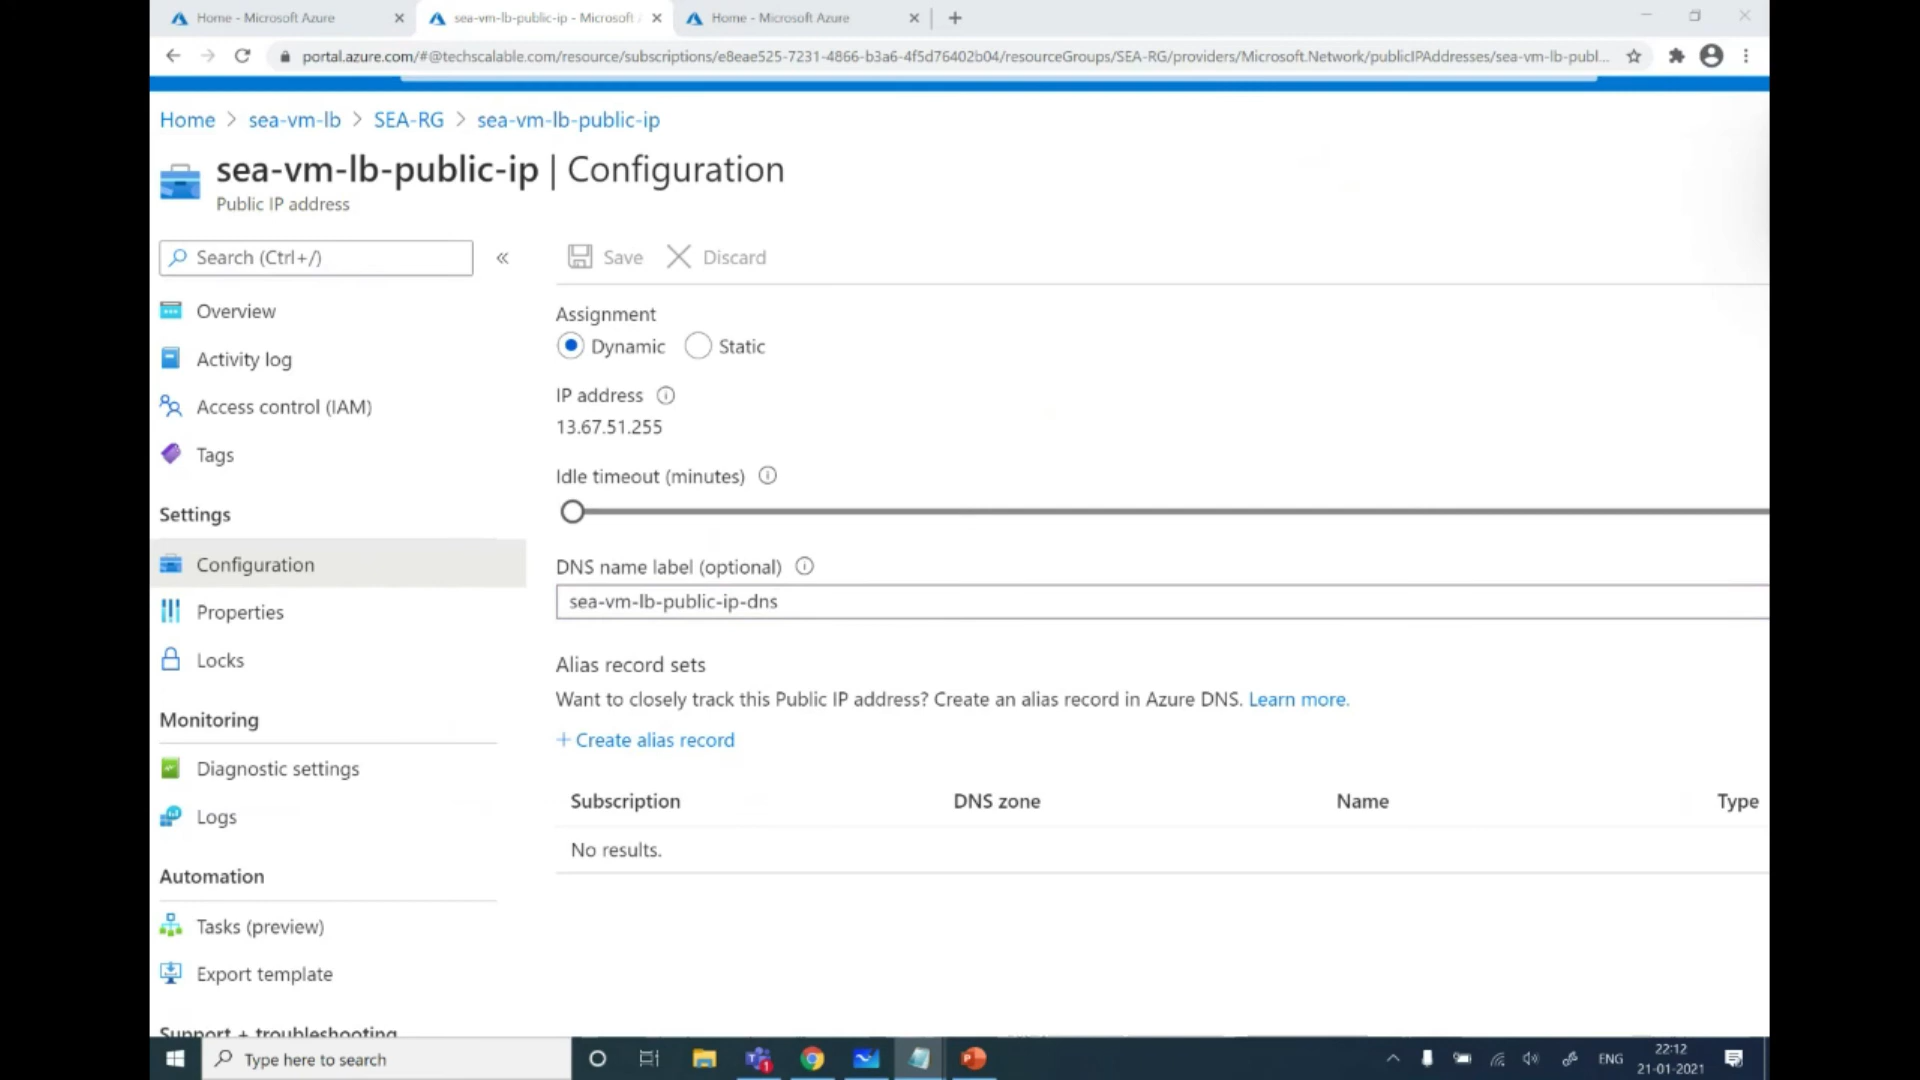 Home - Microsoft Azure
sea-vm-lb-public-ip - Microsoft
Home - Microsoft Azure
portal.azure.com/#@techscalable.com/resource/subscriptions/e8eae525-7231-4866-b3a6-4f5d76402b04/resourceGroups/SEA-RG/providers/Microsoft.Network/publicIPAddresses/sea-vm-lb-publ...
Home > sea-vm-lb > SEA-RG > sea-vm-lb-public-ip
sea-vm-lb-public-ip | Configuration
Public IP address
Search (Ctrl+/)
«
Save
Discard
Overview
Activity log
Access control (IAM)
Tags
Settings
Configuration
Properties
Locks
Monitoring
Diagnostic settings
Logs
Automation
Tasks (preview)
Export template
Support + troubleshooting
Assignment
Dynamic
Static
IP address
13.67.51.255
Idle timeout (minutes)
DNS name label (optional)
sea-vm-lb-public-ip-dns
Alias record sets
Want to closely track this Public IP address? Create an alias record in Azure DNS. Learn more.
+ Create alias record
Subscription DNS zone Name Type
No results.
Type here to search
1
ENG
22:12
21-01-2021